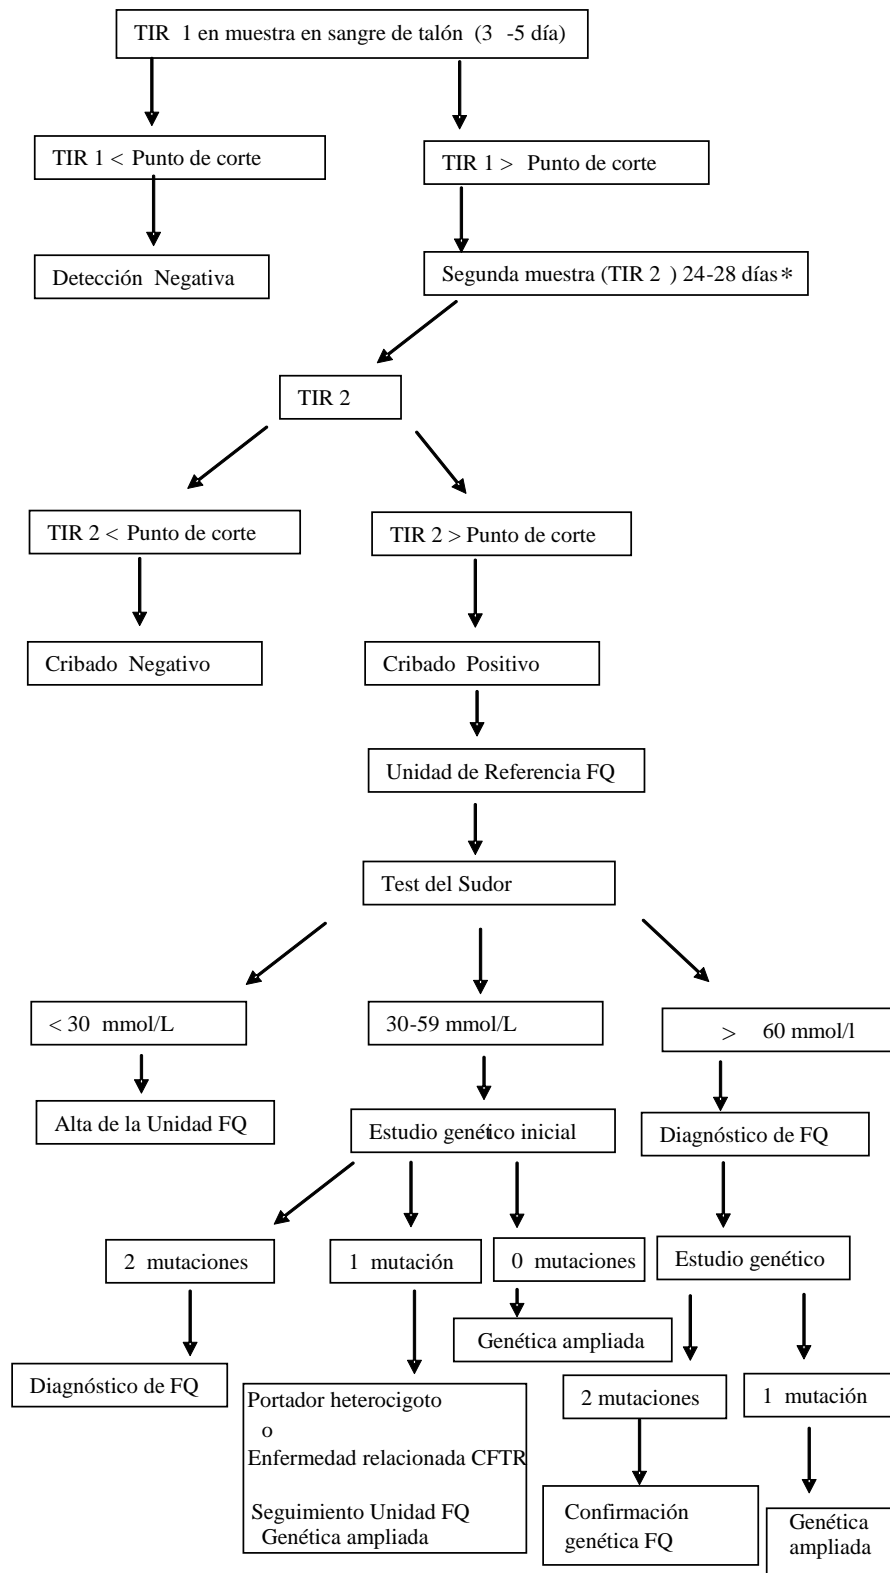 TIR 1 en muestra en sangre de talón (3 -5 día)
TIR 1 < Punto de corte
TIR 1 > Punto de corte
Detección Negativa
Segunda muestra (TIR 2 ) 24-28 días*
TIR 2
TIR 2 < Punto de corte
TIR 2 > Punto de corte
Cribado Negativo
Cribado Positivo
Unidad de Referencia FQ
Test del Sudor
< 30 mmol/L
30-59 mmol/L
> 60 mmol/l
Alta de la Unidad FQ
Estudio genético inicial
Diagnóstico de FQ
2 mutaciones
1 mutación
0 mutaciones
Estudio genético
Genética ampliada
Diagnóstico de FQ
Portador heterocigoto
o
Enfermedad relacionada CFTR
Seguimiento Unidad FQ
Genética ampliada
2 mutaciones
1 mutación
Confirmación
genética FQ
Genética
ampliada